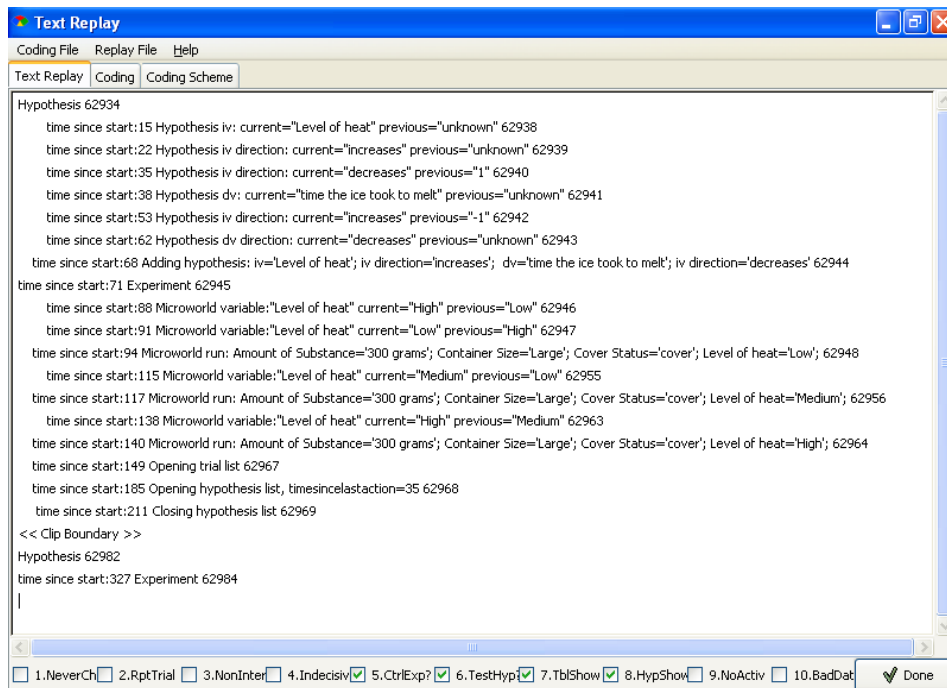 Text Replay
Coding File Replay File Help
Text Replay Coding Coding Scheme
Hypothesis 62934
time since start:15 Hypothesis iv: current="Level of heat" previous="unknown" 62938
time since start:22 Hypothesis iv direction: current="increases" previous="unknown" 62939
time since start:35 Hypothesis iv direction: current="decreases" previous="1" 62940
time since start:38 Hypothesis dv: current="time the ice took to melt" previous="unknown" 62941
time since start:53 Hypothesis iv direction: current="increases" previous="-1" 62942
time since start:62 Hypothesis dv direction: current="decreases" previous="unknown" 62943
time since start:68 Adding hypothesis: iv='Level of heat'; iv direction='increases'; dv='time the ice took to melt'; iv direction='decreases' 62944
time since start:71 Experiment 62945
time since start:88 Microworld variable:"Level of heat" current="High" previous="Low" 62946
time since start:91 Microworld variable:"Level of heat" current="Low" previous="High" 62947
time since start:94 Microworld run: Amount of Substance='300 grams'; Container Size='Large'; Cover Status='cover'; Level of heat='Low'; 62948
time since start:115 Microworld variable:"Level of heat" current="Medium" previous="Low" 62955
time since start:117 Microworld run: Amount of Substance='300 grams'; Container Size='Large'; Cover Status='cover'; Level of heat='Medium'; 62956
time since start:138 Microworld variable:"Level of heat" current="High" previous="Medium" 62963
time since start:140 Microworld run: Amount of Substance='300 grams'; Container Size='Large'; Cover Status='cover'; Level of heat='High'; 62964
time since start:149 Opening trial list 62967
time since start:185 Opening hypothesis list, timesincelastaction=35 62968
time since start:211 Closing hypothesis list 62969
<< Clip Boundary >>
Hypothesis 62982
time since start:327 Experiment 62984
1.NeverCh 2.RptTrial 3.NonInter 4.Indecisiv 5.CtrlExp? 6.TestHyp? 7.TblShow 8.HypShow 9.NoActiv 10.BadDat Done